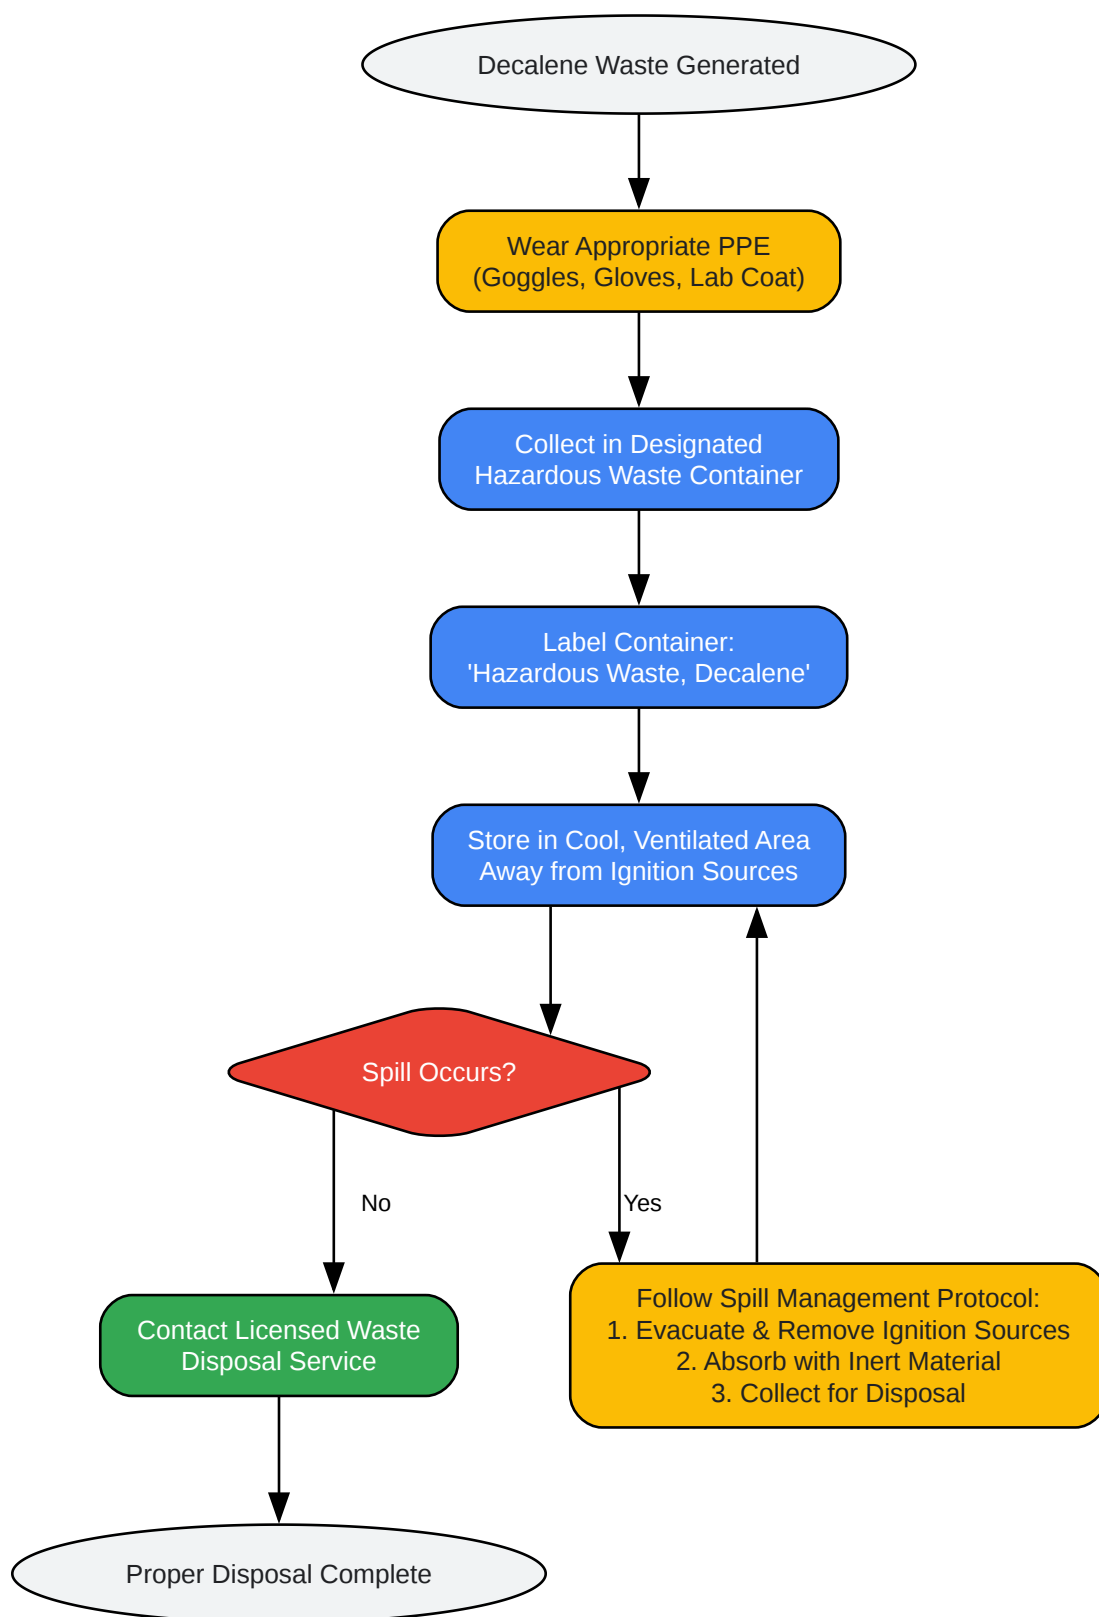 Decalene Waste Generated
Wear Appropriate PPE
(Goggles, Gloves, Lab Coat)
Collect in Designated
Hazardous Waste Container
Label Container:
'Hazardous Waste, Decalene'
Store in Cool, Ventilated Area
Away from Ignition Sources
Spill Occurs?
No
Yes
Contact Licensed Waste
Disposal Service
Follow Spill Management Protocol:
1. Evacuate & Remove Ignition Sources
2. Absorb with Inert Material
3. Collect for Disposal
Proper Disposal Complete